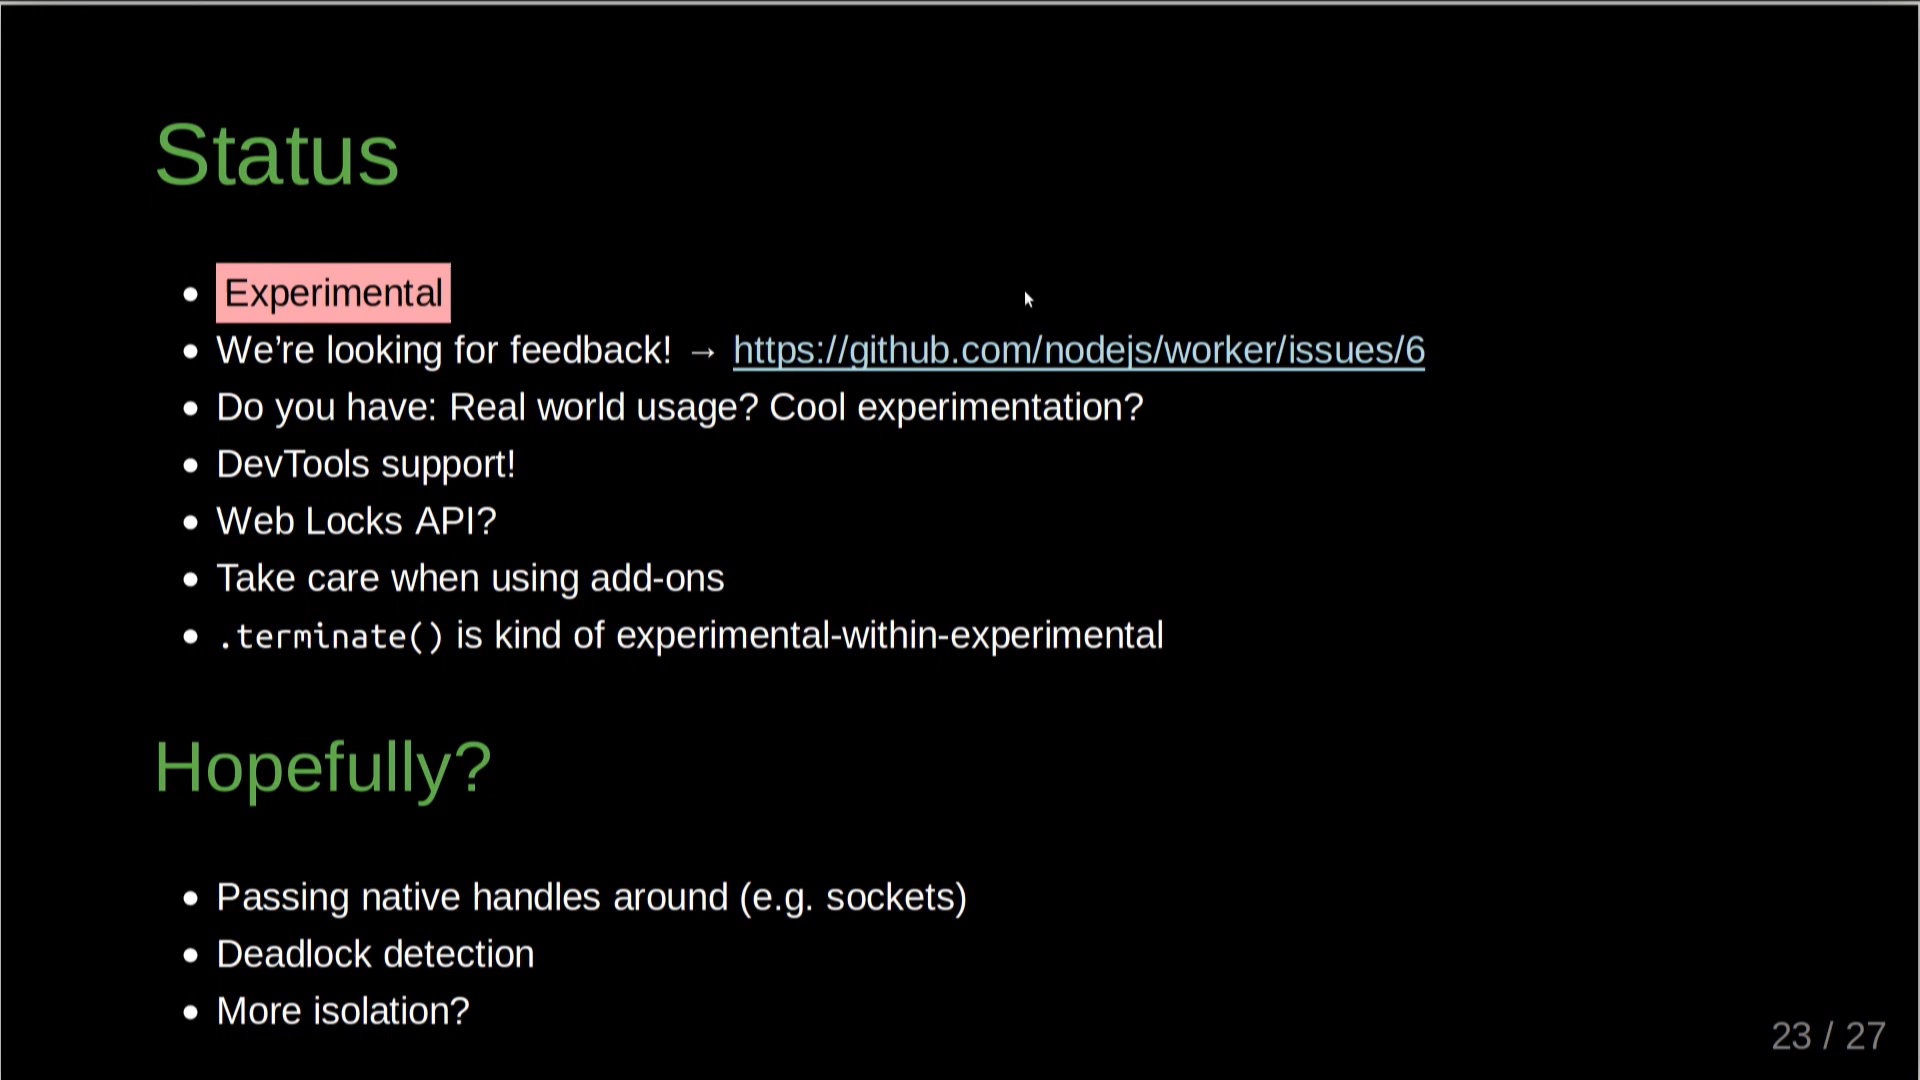 Status
Experimental
We’re looking for feedback! → https://github.com/nodejs/worker/issues/6
Do you have: Real world usage? Cool experimentation?
DevTools support!
Web Locks API?
Take care when using add-ons
.terminate() is kind of experimental-within-experimental
Hopefully?
Passing native handles around (e.g. sockets)
Deadlock detection
More isolation?
23 / 27